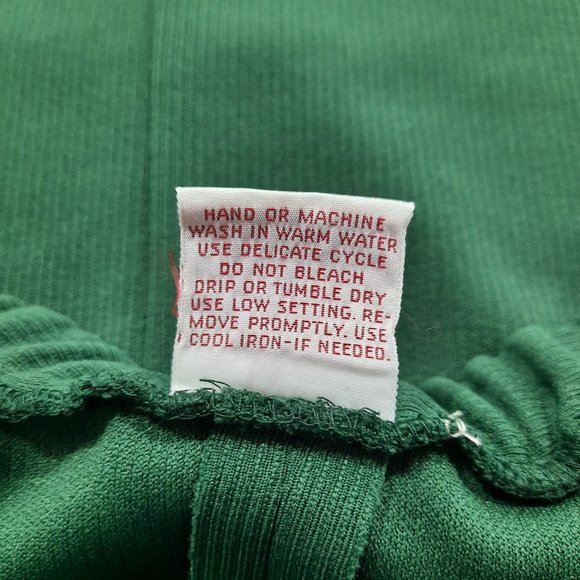 HAND OR MACHINE
WASH IN WARM WATER
USE DELICATE CYCLE
DO NOT BLEACH
DRIP OR TUMBLE DRY
USE LOW SETTING. RE-
MOVE PROMPTLY. USE
COOL IRON-IF NEEDED.